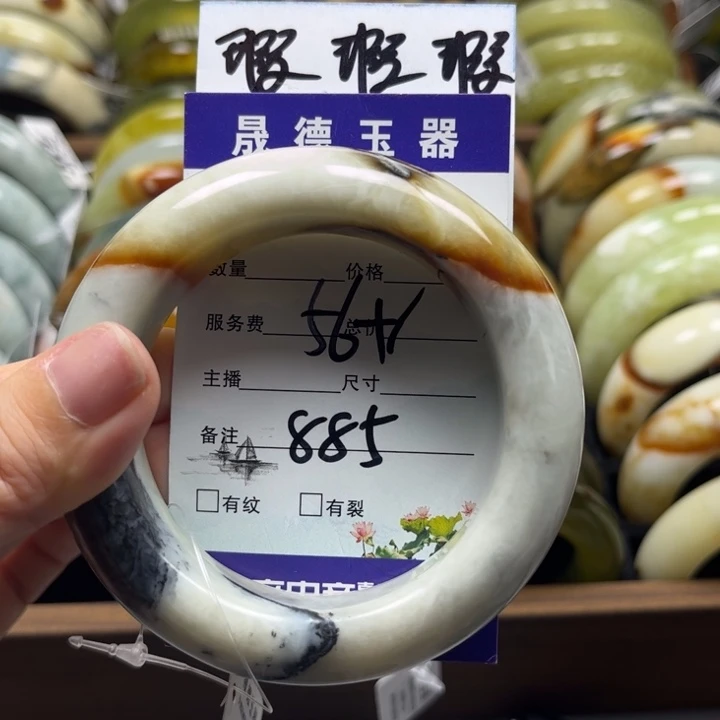 瑕 瑕 瑕
晟德玉器
数量 价格
服务费 总价
56
主播 尺寸
备注 885
□有纹 □有裂